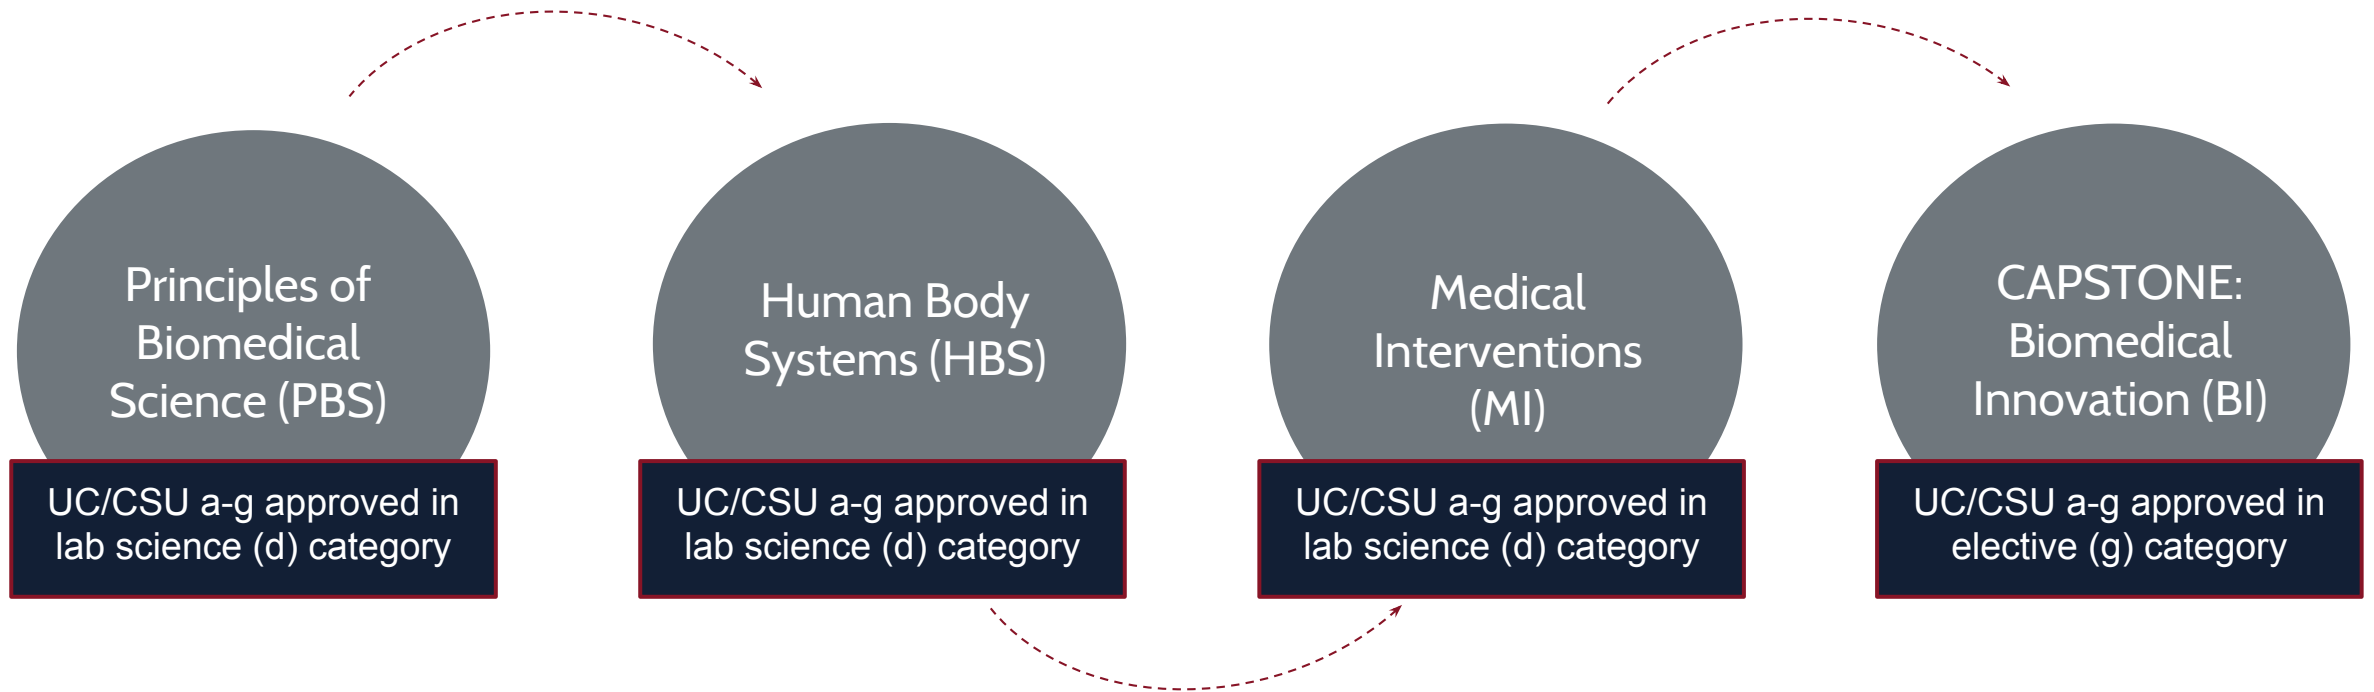 Principles of
Biomedical
Science (PBS)
UC/CSU a-g approved in
lab science (d) category
Human Body
Systems (HBS)
UC/CSU a-g approved in
lab science (d) category
Medical
Interventions
(MI)
UC/CSU a-g approved in
lab science (d) category
CAPSTONE:
Biomedical
Innovation (BI)
UC/CSU a-g approved in
elective (g) category